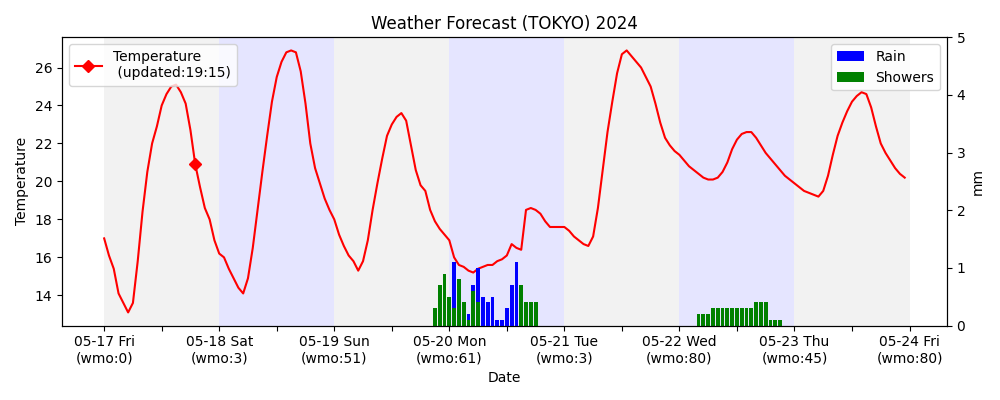 Weather Forecast (TOKYO) 2024
Temperature
(updated:19:15)
Rain
Showers
Temperature
26
24
22
20
18
16
14
5
4
3
2
1
0
mm
05-17 Fri
(wmo:0)
05-18 Sat
(wmo:3)
05-19 Sun
(wmo:51)
05-20 Mon
(wmo:61)
05-21 Tue
(wmo:3)
05-22 Wed
(wmo:80)
05-23 Thu
(wmo:45)
05-24 Fri
(wmo:80)
Date